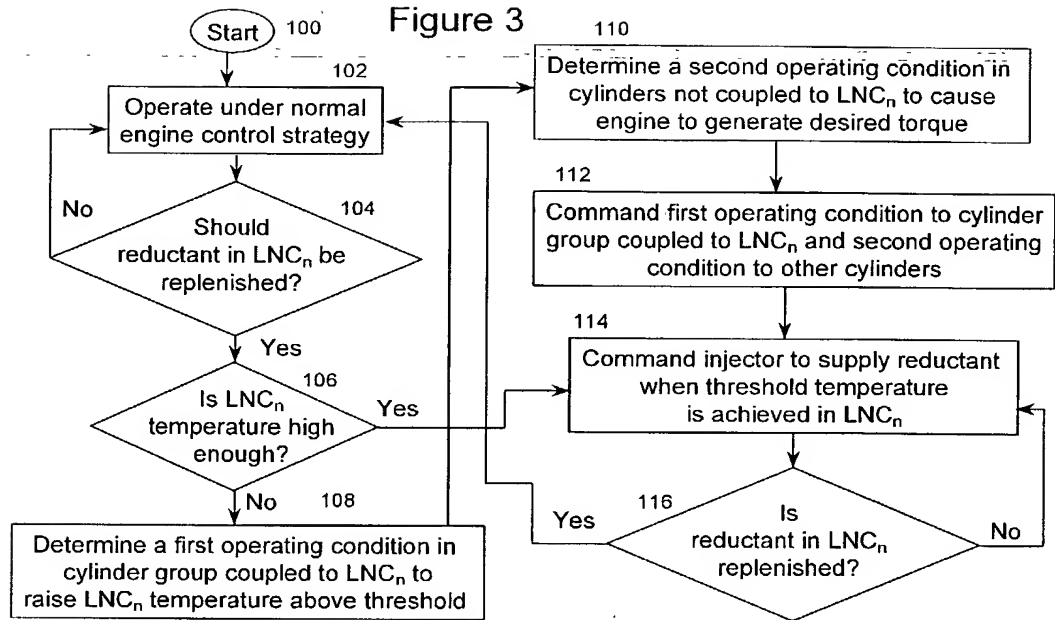 Figure 3
Start 100
102
Operate under normal
engine control strategy
No
104
Should
reductant in LNCn be
replenished?
Yes
106
Is LNCn
temperature high
enough?
Yes
No
108
Determine a first operating condition in
cylinder group coupled to LNCn to
raise LNCn temperature above threshold
110
Determine a second operating condition in
cylinders not coupled to LNCn to cause
engine to generate desired torque
112
Command first operating condition to cylinder
group coupled to LNCn and second operating
condition to other cylinders
114
Command injector to supply reductant
when threshold temperature
is achieved in LNCn
116
Yes
Is
reductant in LNCn
replenished?
No